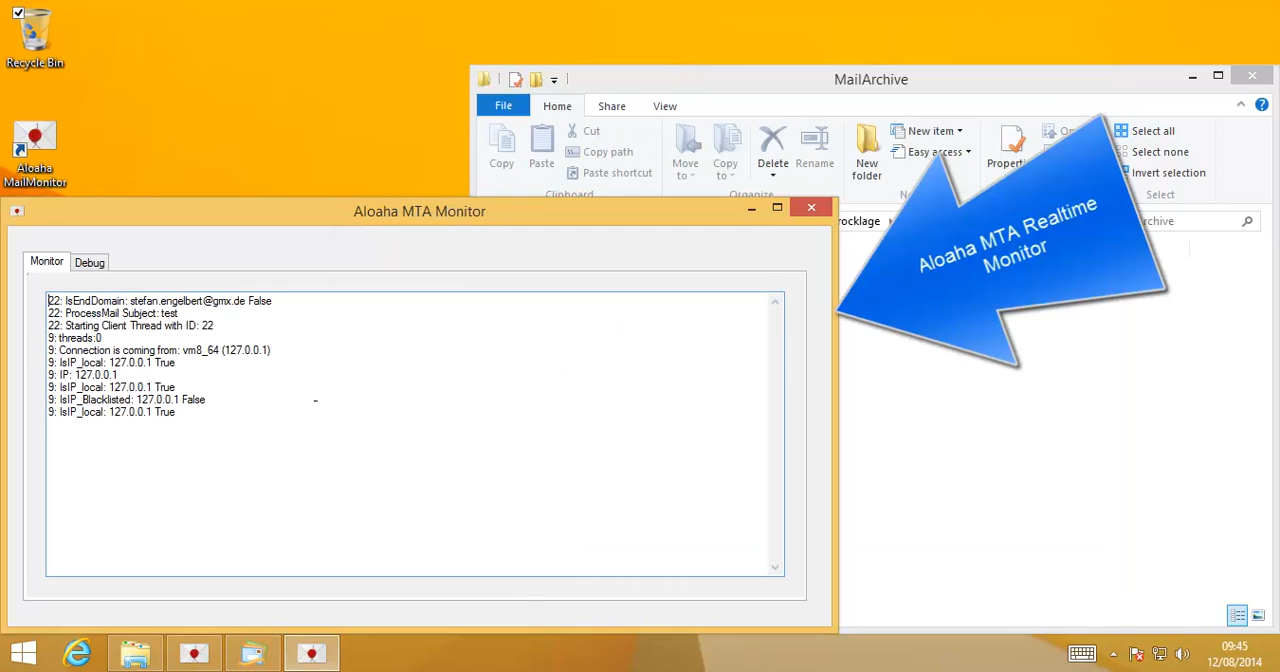 Recycle Bin
Aloaha
MailMonitor
MailArchive
File
Home
Share
View
Copy
Paste
Cut
Copy path
Paste shortcut
Clipboard
Move
to
Copy
to
Delete
Rename
Organize
New
folder
New item
Easy access
Select all
Select none
Invert selection
Select
Aloaha MTA Realtime
Monitor
Aloaha MTA Monitor
Monitor
Debug
22: IsEndDomain: stefan.engelbert@gmx.de False
22: ProcessMail Subject: test
22: Starting Client Thread with ID: 22
9: threads:0
9: Connection is coming from: vm8_64 (127.0.0.1)
9: IsIP_local: 127.0.0.1 True
9: IP: 127.0.0.1
9: IsIP_local: 127.0.0.1 True
9: IsIP_Blacklisted: 127.0.0.1 False
9: IsIP_local: 127.0.0.1 True
09:45
12/08/2014